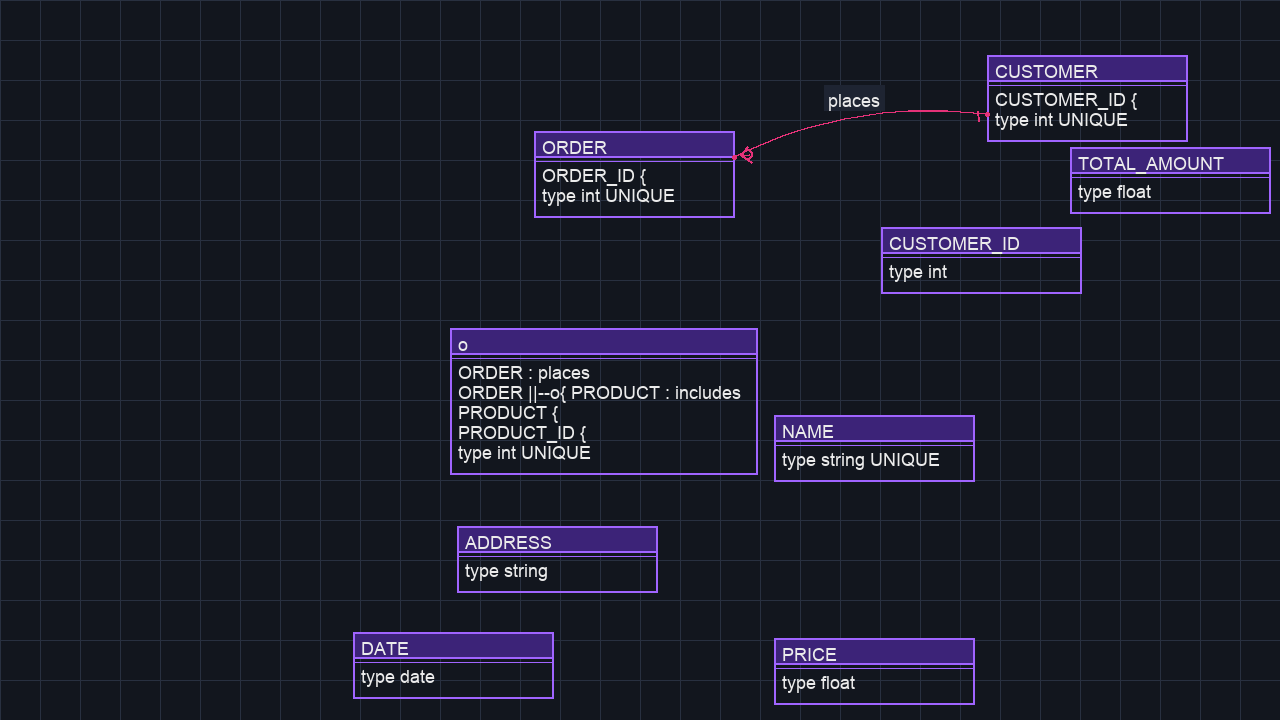 CUSTOMER
CUSTOMER_ID {
type int UNIQUE
places
ORDER
ORDER_ID {
type int UNIQUE
TOTAL_AMOUNT
type float
CUSTOMER_ID
type int
o
ORDER : places
ORDER ||--o{ PRODUCT : includes
PRODUCT {
PRODUCT_ID {
type int UNIQUE
NAME
type string UNIQUE
ADDRESS
type string
DATE
type date
PRICE
type float